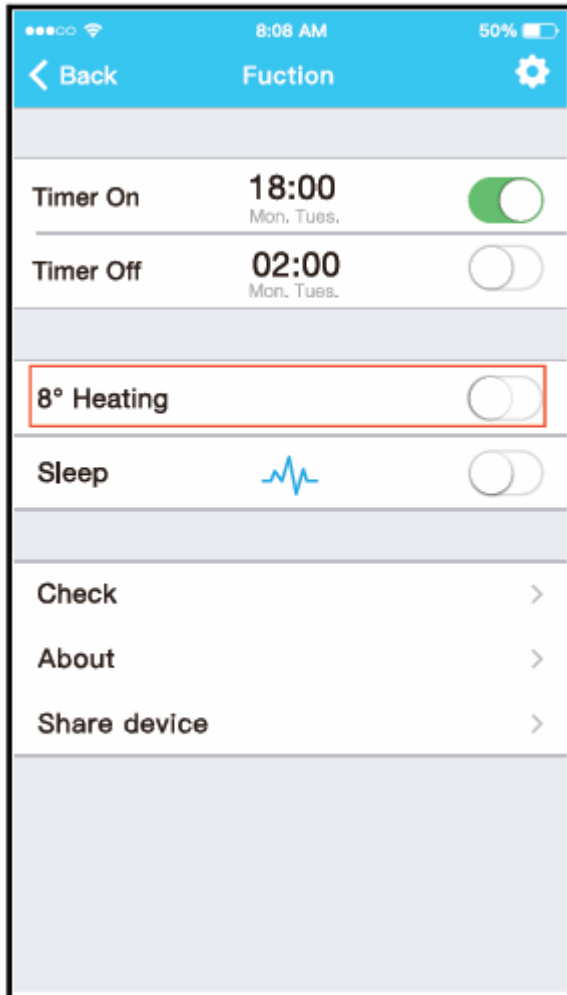 8:08 AM 50%
Back Fuction
Timer On 18:00
Mon. Tues.
Timer Off 02:00
Mon. Tues.
8° Heating
Sleep
Check
About
Share device